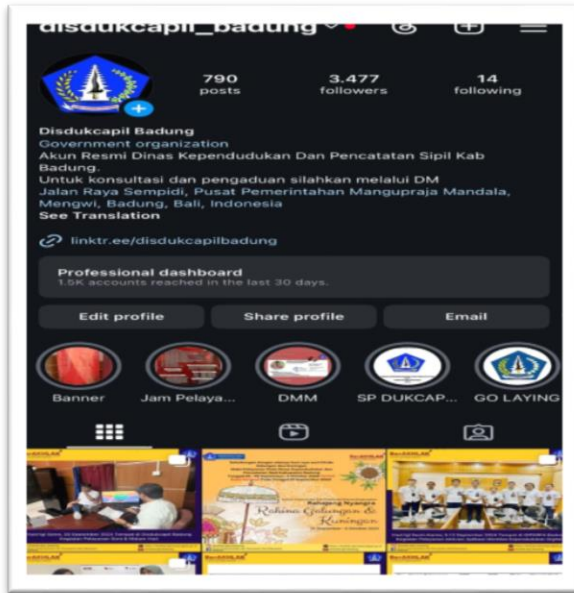 disdukcapil_badung
790
3.477
14
posts
followers
following
Disdukcapil Badung
Government organization
Akun Resmi Dinas Kependudukan Dan Pencatatan Sipil Kab
Badung.
Untuk konsultasi dan pengaduan silahkan melalui DM
Jalan Raya Sempidi, Pusat Pemerintahan Mangupraja Mandala,
Mengwi, Badung, Bali, Indonesia
See Translation
linktr.ee/disdukcapilbadung
Professional dashboard
1.5K accounts reached in the last 30 days.
Edit profile
Share profile
Email
Banner
Jam Pelaya...
DMM
SP DUKCAP...
GO LAYING
Rahajeng Nyangra
Rahina Galungan &
Kuningan